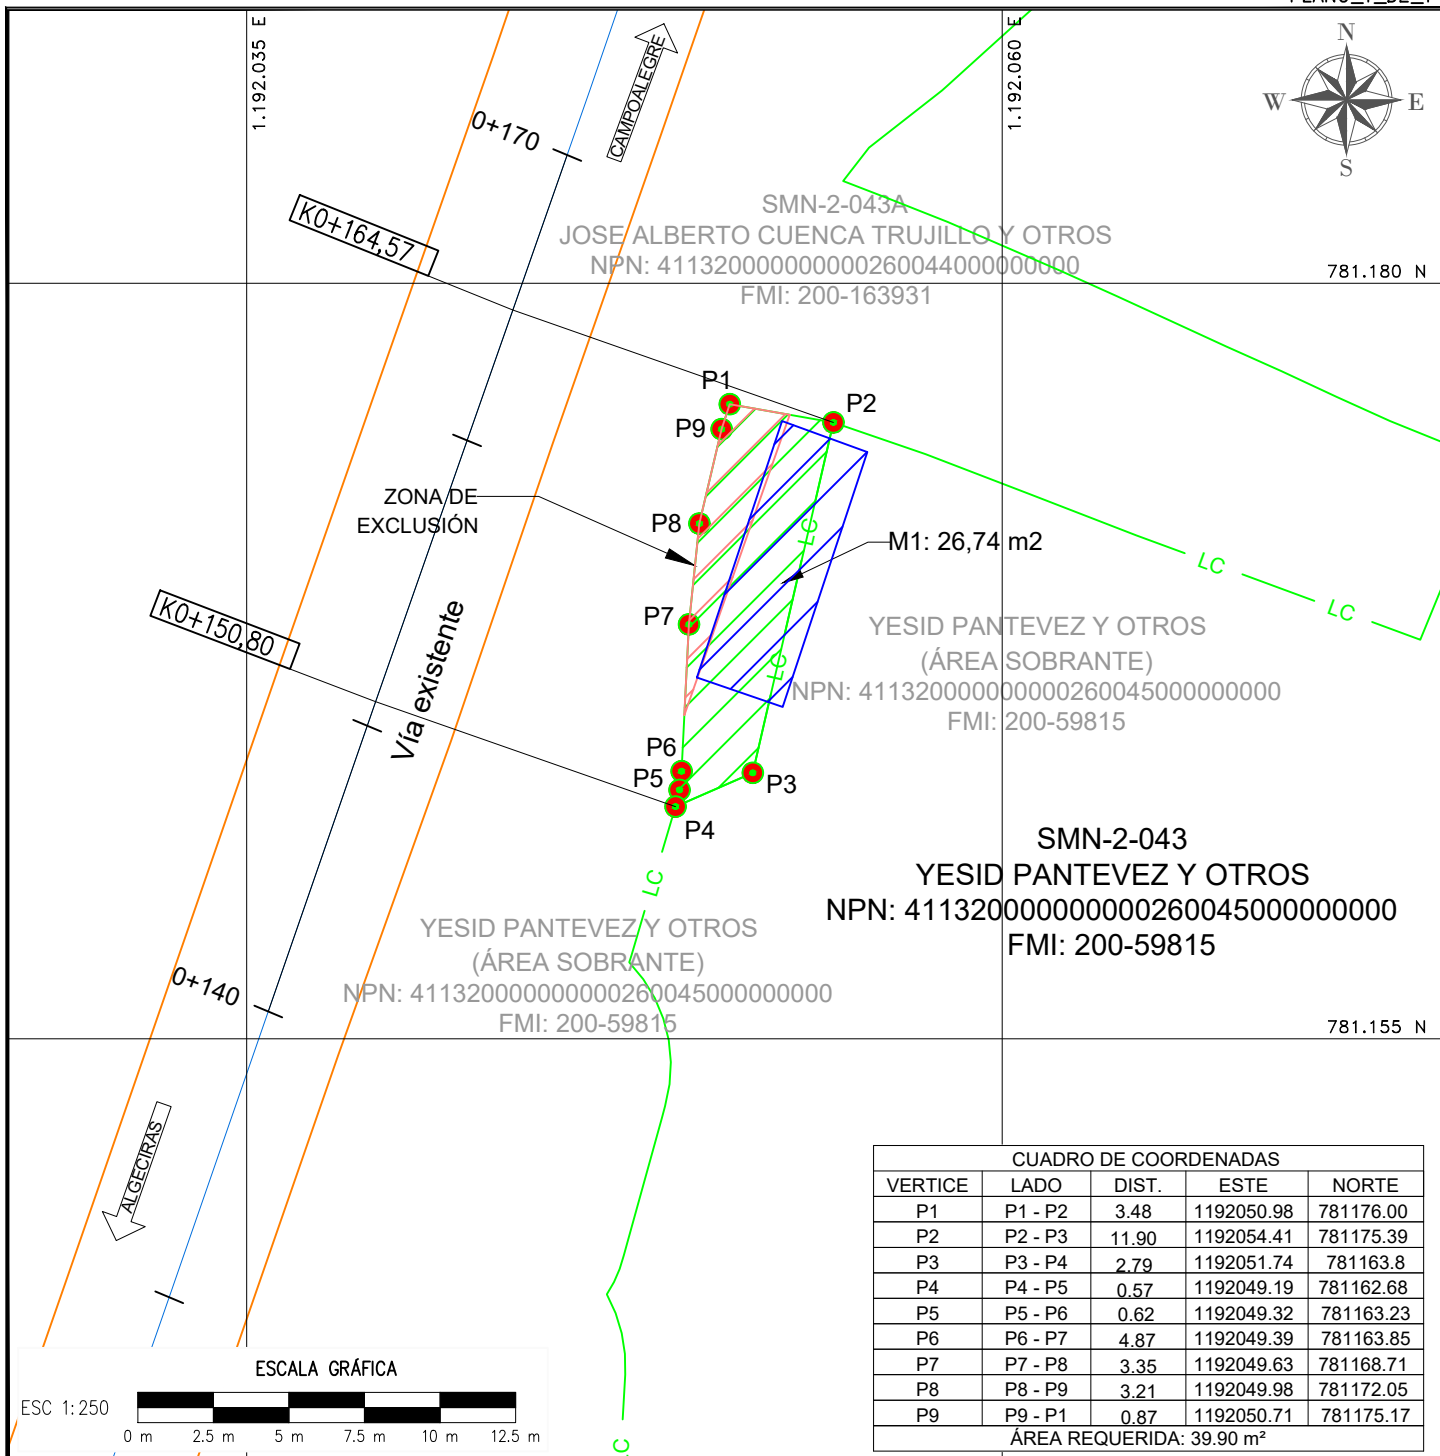 1.192.035 E
1.192.060 E
N
W
E
S
CAMPOALEGRE
0+170
K0+164,57
SMN-2-043A
JOSE ALBERTO CUENCA TRUJILLO Y OTROS
NPN: 411320000000000260044000000000
FMI: 200-163931
781.180 N
P1
P2
P9
ZONA DE
EXCLUSIÓN
P8
LC
M1: 26,74 m2
LC
LC
K0+150,80
P7
Vía existente
YESID PANTEVEZ Y OTROS
(ÁREA SOBRANTE)
NPN: 411320000000000260045000000000
FMI: 200-59815
LC
P6
P5
P3
P4
SMN-2-043
YESID PANTEVEZ Y OTROS
NPN: 411320000000000260045000000000
FMI: 200-59815
LC
YESID PANTEVEZ Y OTROS
(ÁREA SOBRANTE)
NPN: 411320000000000260045000000000
FMI: 200-59815
0+140
781.155 N
ALGECIRAS
CUADRO DE COORDENADAS
VERTICE LADO DIST. ESTE NORTE
P1 P1 - P2 3.48 1192050.98 781176.00
P2 P2 - P3 11.90 1192054.41 781175.39
P3 P3 - P4 2.79 1192051.74 781163.8
P4 P4 - P5 0.57 1192049.19 781162.68
P5 P5 - P6 0.62 1192049.32 781163.23
P6 P6 - P7 4.87 1192049.39 781163.85
P7 P7 - P8 3.35 1192049.63 781168.71
P8 P8 - P9 3.21 1192049.98 781172.05
P9 P9 - P1 0.87 1192050.71 781175.17
ÁREA REQUERIDA: 39.90 m²
ESCALA GRÁFICA
ESC 1:250
0 m 2.5 m 5 m 7.5 m 10 m 12.5 m